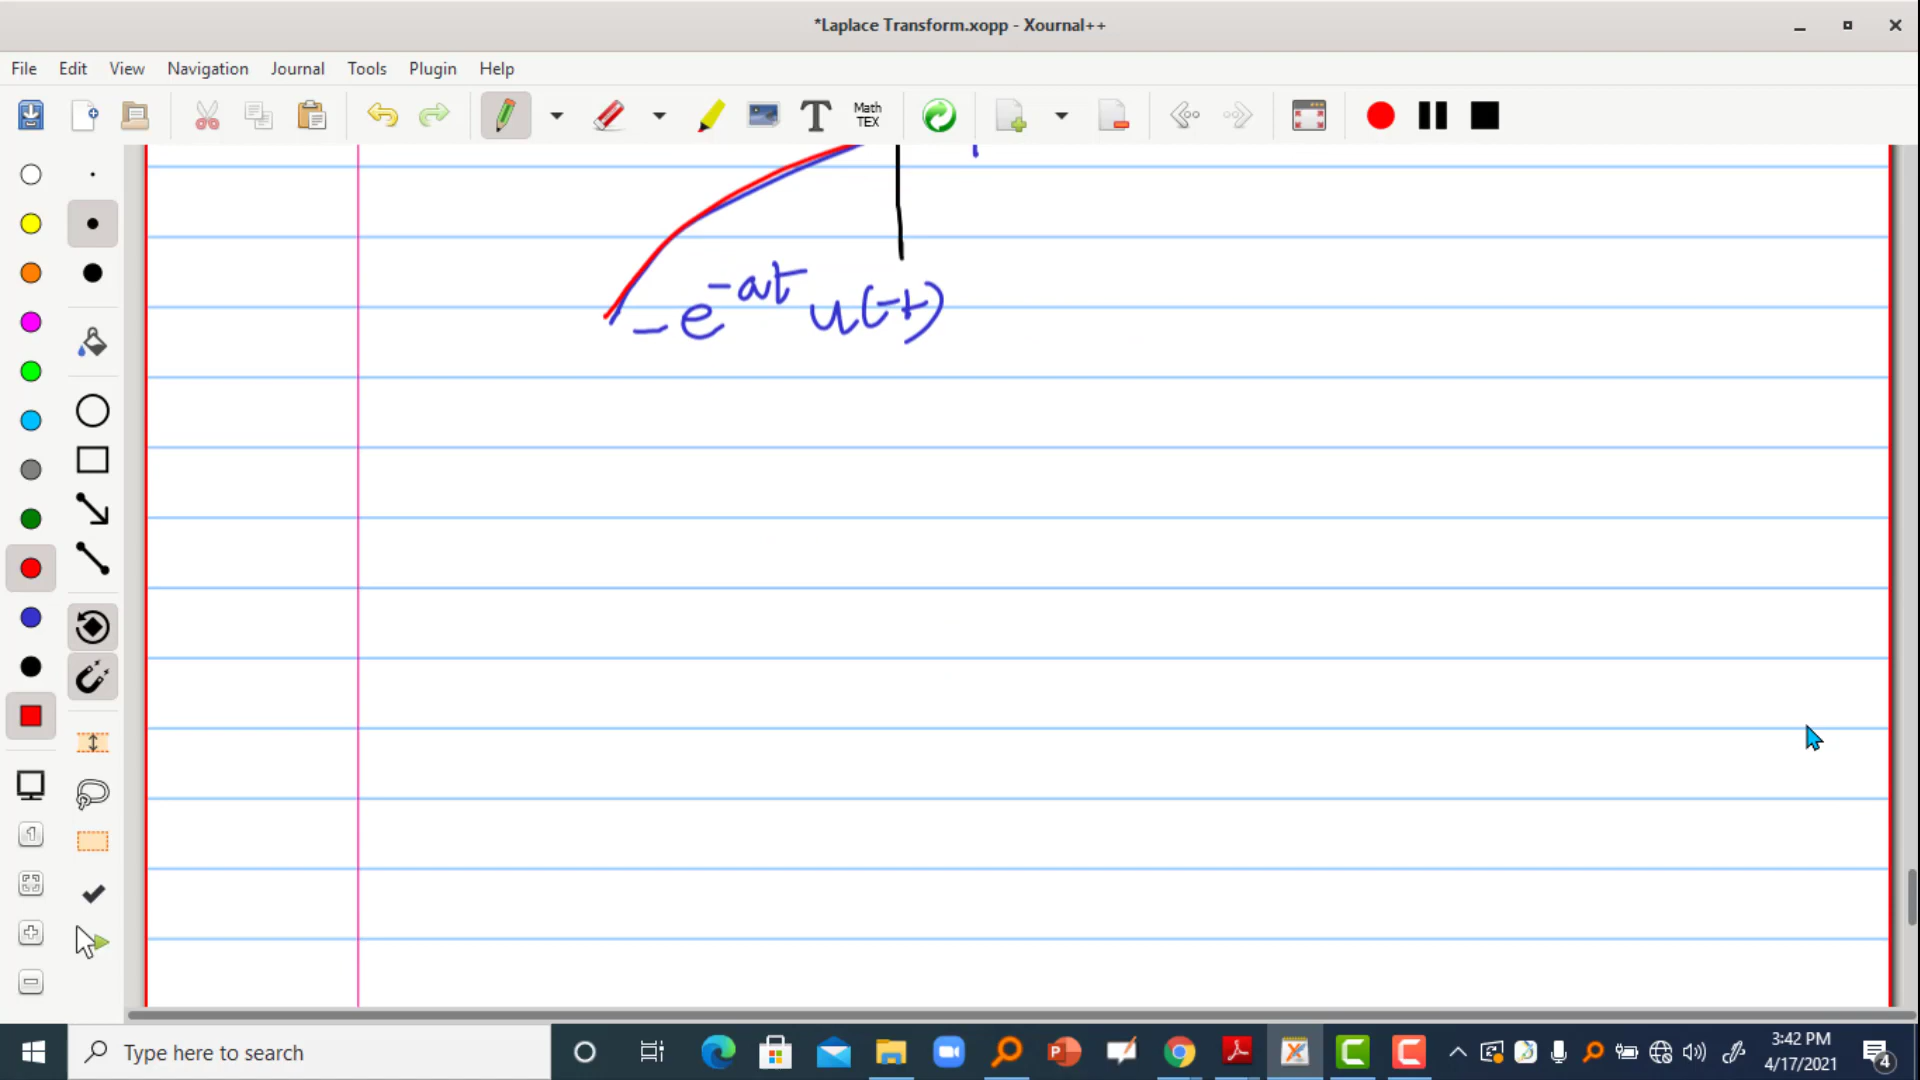 *Laplace Transform.xopp - Xournal++
File Edit View Navigation Journal Tools Plugin Help
T Math TEX
-e^{-at} u(-t)
Type here to search
3:42 PM
4/17/2021
4